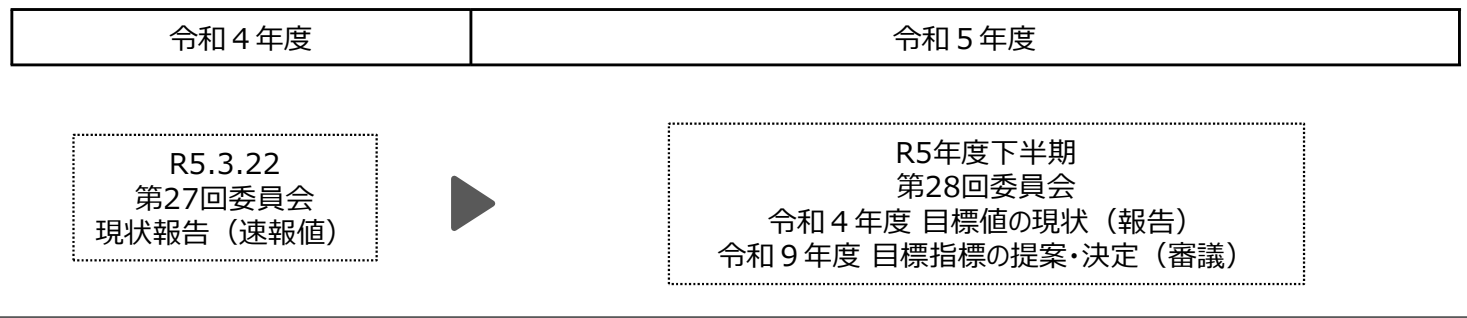 令和４年度
令和５年度
R5.3.22
第27回委員会
現状報告（速報値）
R5年度下半期
第28回委員会
令和４年度 目標値の現状（報告）
令和９年度 目標指標の提案・決定（審議）